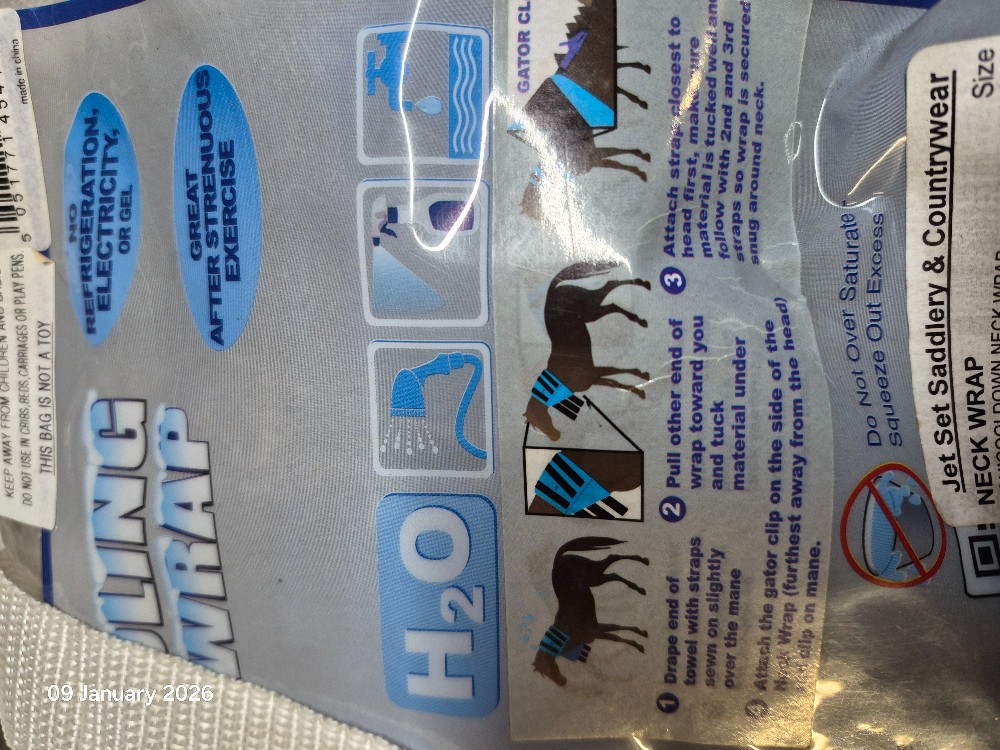 KEEP AWAY FROM CHILDREN AND
DO NOT USE IN CRIBS, BEDS, CARRIAGES OR PLAY PENS
THIS BAG IS NOT A TOY
made in china
NO
REFRIGERATION,
ELECTRICITY,
OR GEL
GREAT
AFTER STRENUOUS
EXERCISE
LING
WRAP
H2O
GATOR CL
1 Drape end of
towel with straps
sewn on slightly
over the mane
2 Pull other end of
wrap toward you
and tuck
material under
3 Attach strap closest to
head first, make sure
material is tucked well and
follow with 2nd and 3rd
straps so wrap is secured
snug around neck.
4 Attach the gator clip on the side of the
Neck Wrap (furthest away from the head)
and clip on mane.
Do Not Over Saturate
Squeeze Out Excess
Jet Set Saddlery & Countrywear
NECK WRAP
Size
09 January 2026